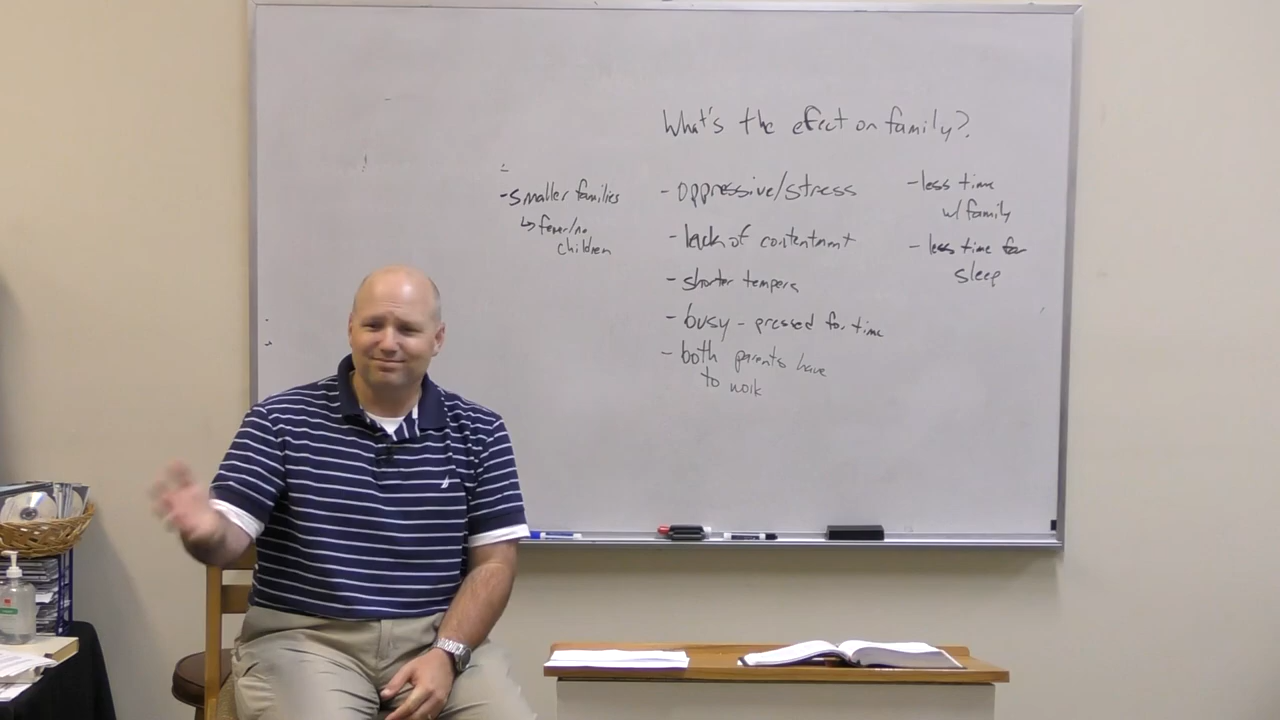 What's the effect on family?
- smaller families
↳ fewer/no
children
- oppressive/stress
- lack of contentment
- shorter tempers
- busy - pressed for time
- both parents have
to work
- less time
w/ family
- less time for
sleep